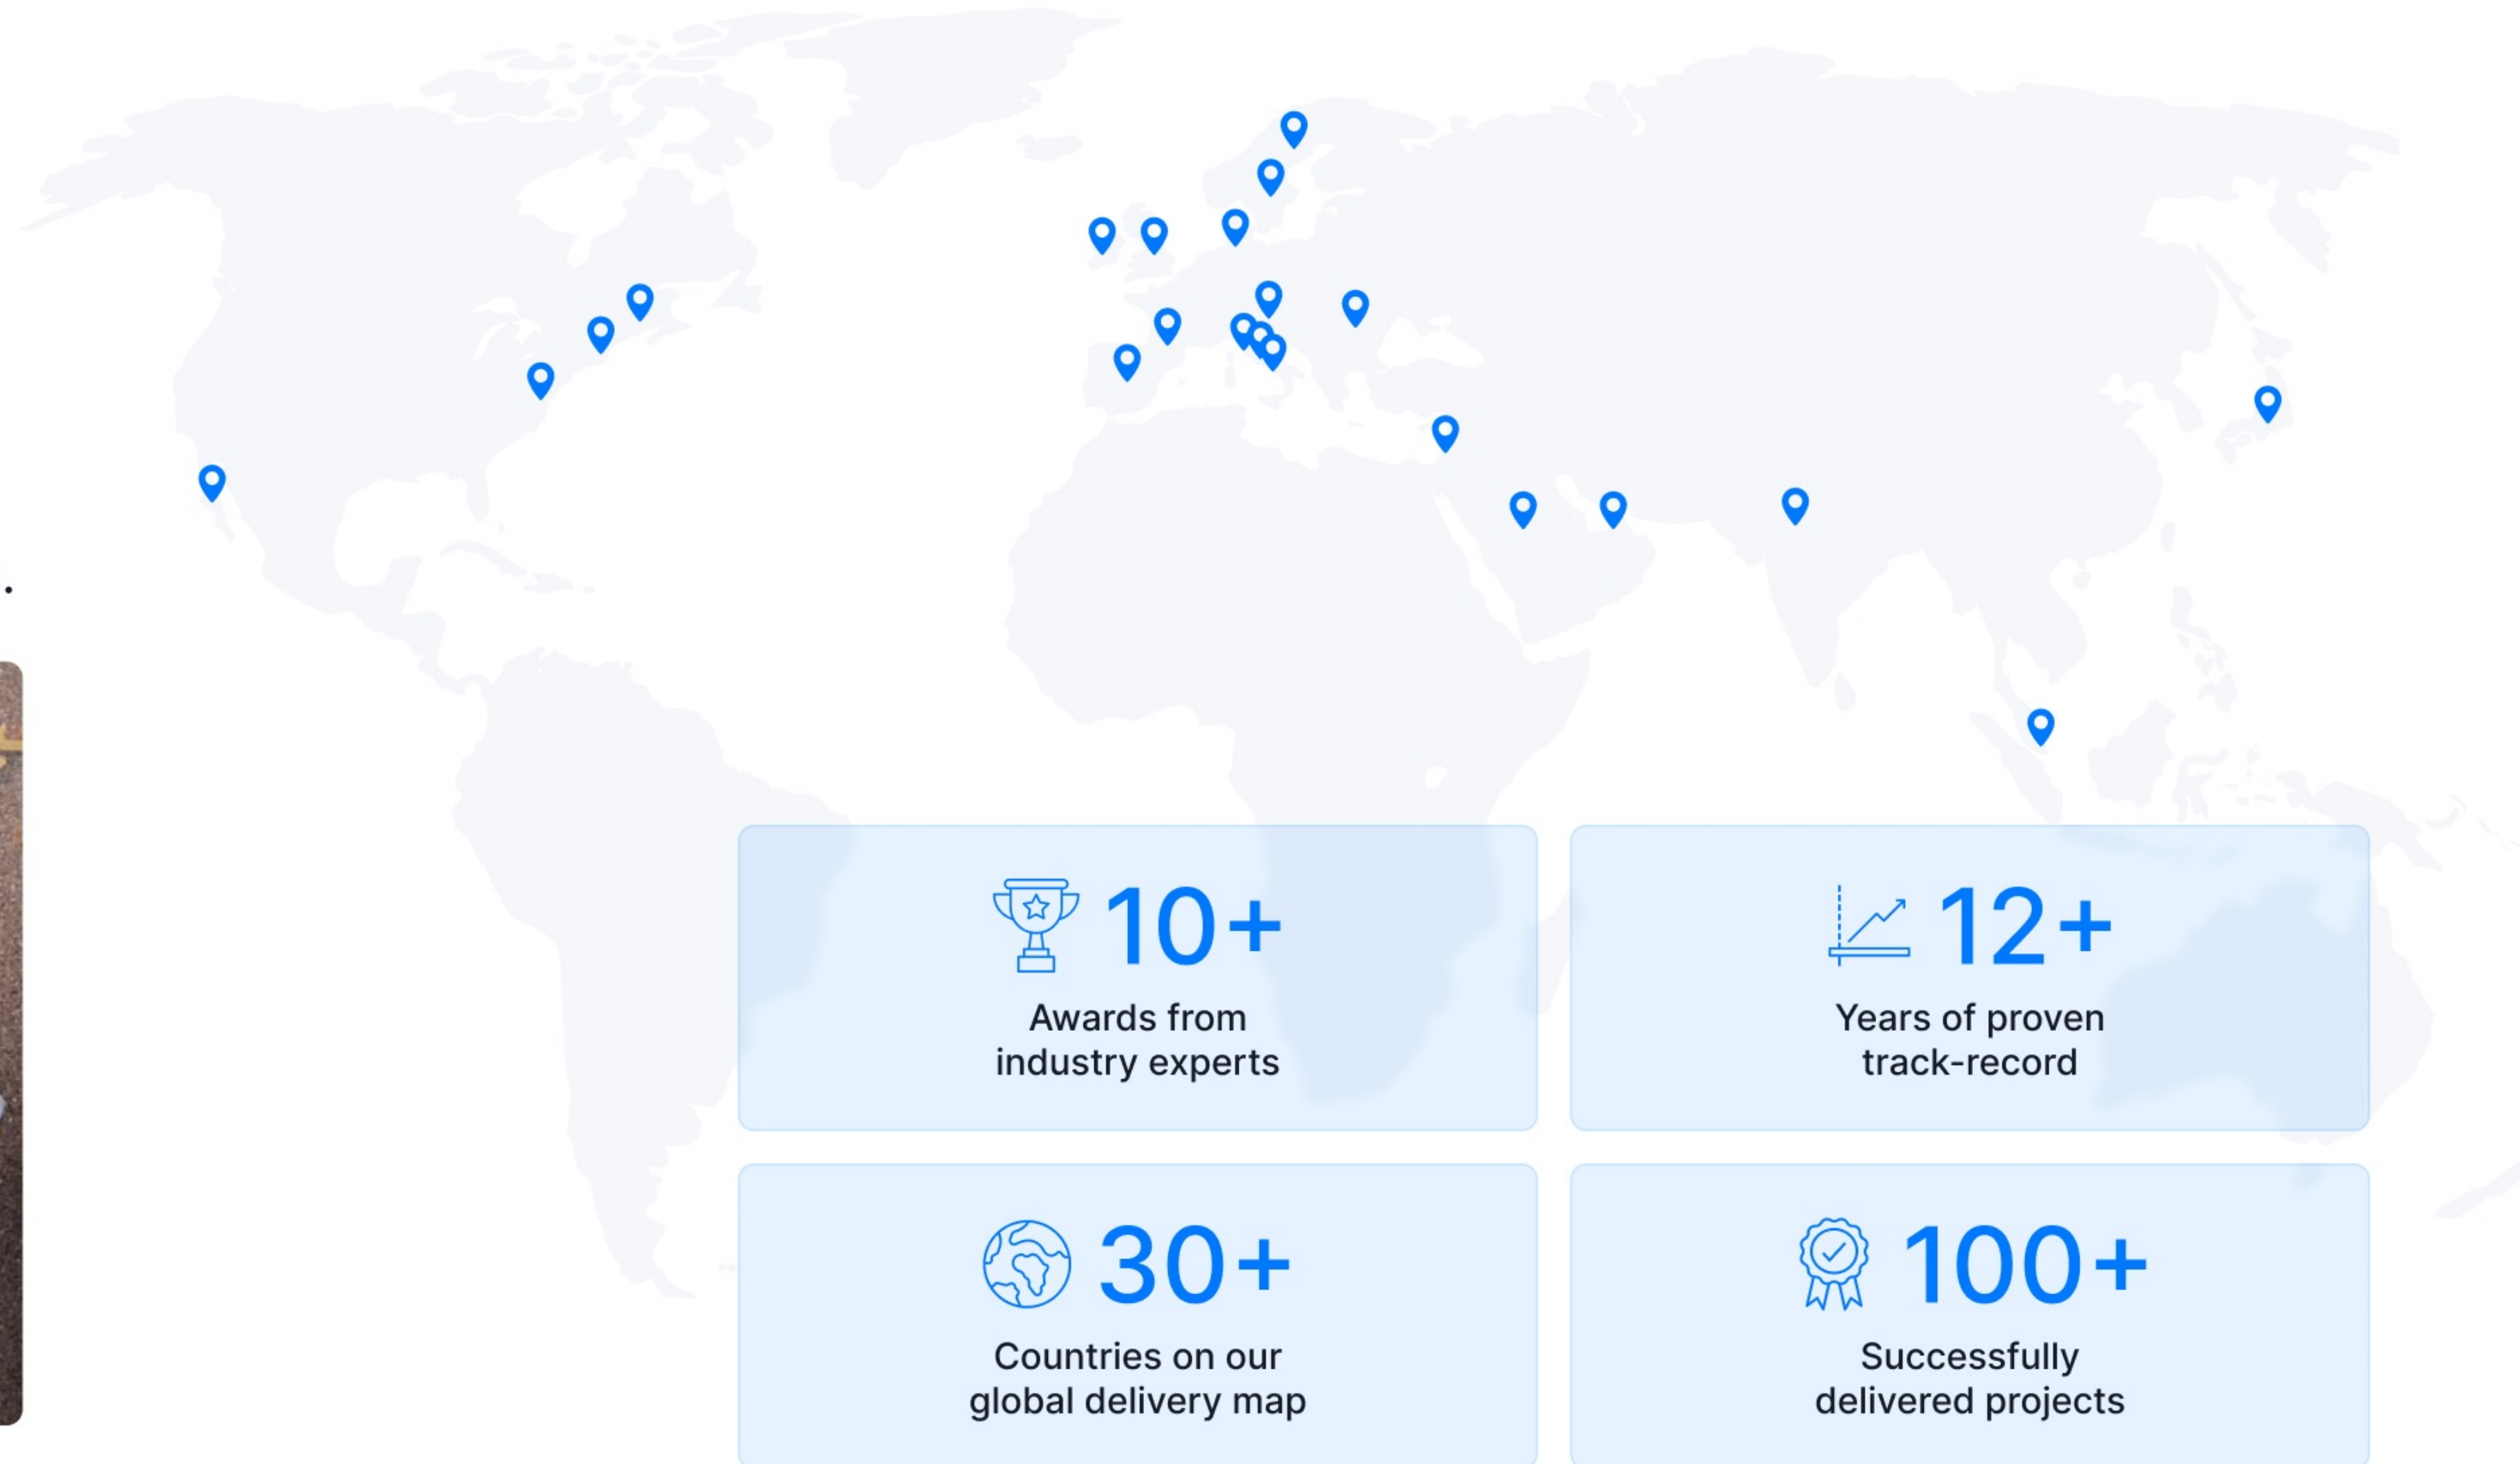 .
10+
Awards from
industry experts
12+
Years of proven
track-record
30+
Countries on our
global delivery map
100+
Successfully
delivered projects